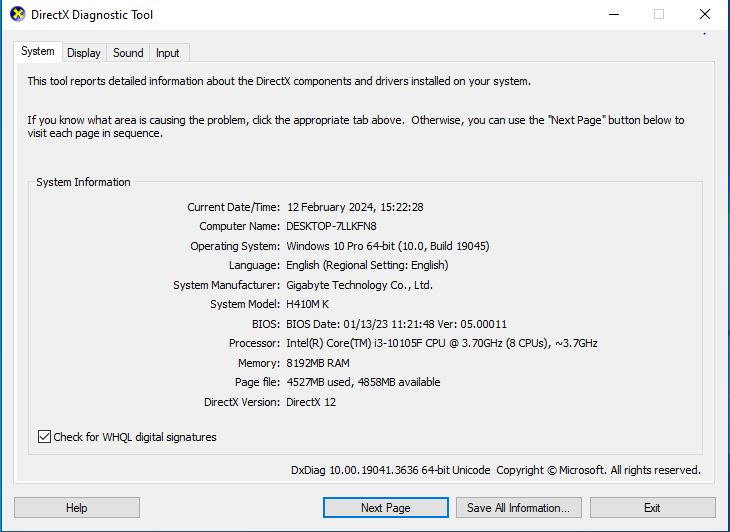 DirectX Diagnostic Tool
System Display Sound Input
This tool reports detailed information about the DirectX components and drivers installed on your system.
If you know what area is causing the problem, click the appropriate tab above. Otherwise, you can use the "Next Page" button below to
visit each page in sequence.
System Information
Current Date/Time: 12 February 2024, 15:22:28
Computer Name: DESKTOP-7LLKFN8
Operating System: Windows 10 Pro 64-bit (10.0, Build 19045)
Language: English (Regional Setting: English)
System Manufacturer: Gigabyte Technology Co., Ltd.
System Model: H410M K
BIOS: BIOS Date: 01/13/23 11:21:48 Ver: 05.00011
Processor: Intel(R) Core(TM) i3-10105F CPU @ 3.70GHz (8 CPUs), ~3.7GHz
Memory: 8192MB RAM
Page file: 4527MB used, 4858MB available
DirectX Version: DirectX 12
Check for WHQL digital signatures
DxDiag 10.00.19041.3636 64-bit Unicode Copyright © Microsoft. All rights reserved.
Help Next Page Save All Information... Exit